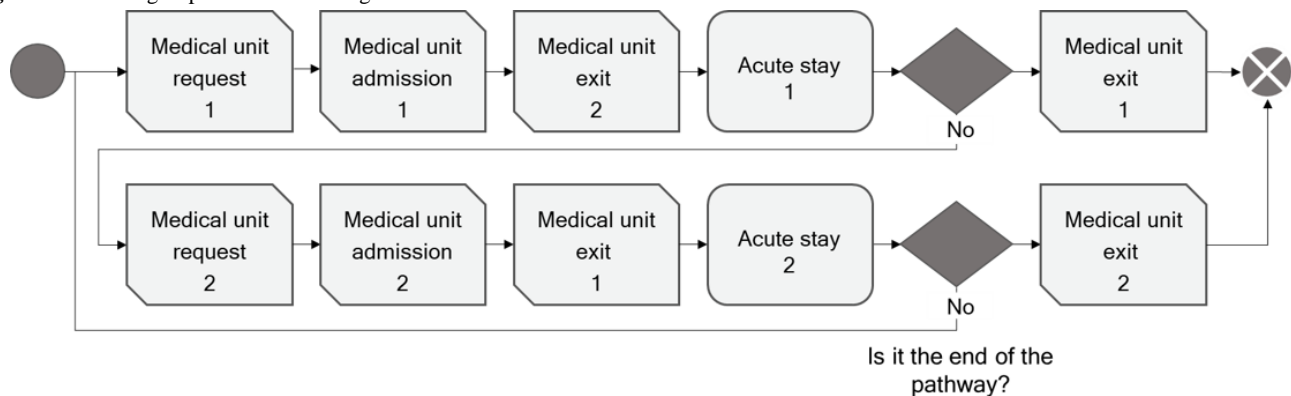 Medical unit
request
1
Medical unit
admission
1
Medical unit
exit
2
Acute stay
1
No
Medical unit
exit
1
Medical unit
request
2
Medical unit
admission
2
Medical unit
exit
1
Acute stay
2
No
Medical unit
exit
2
Is it the end of the
pathway?